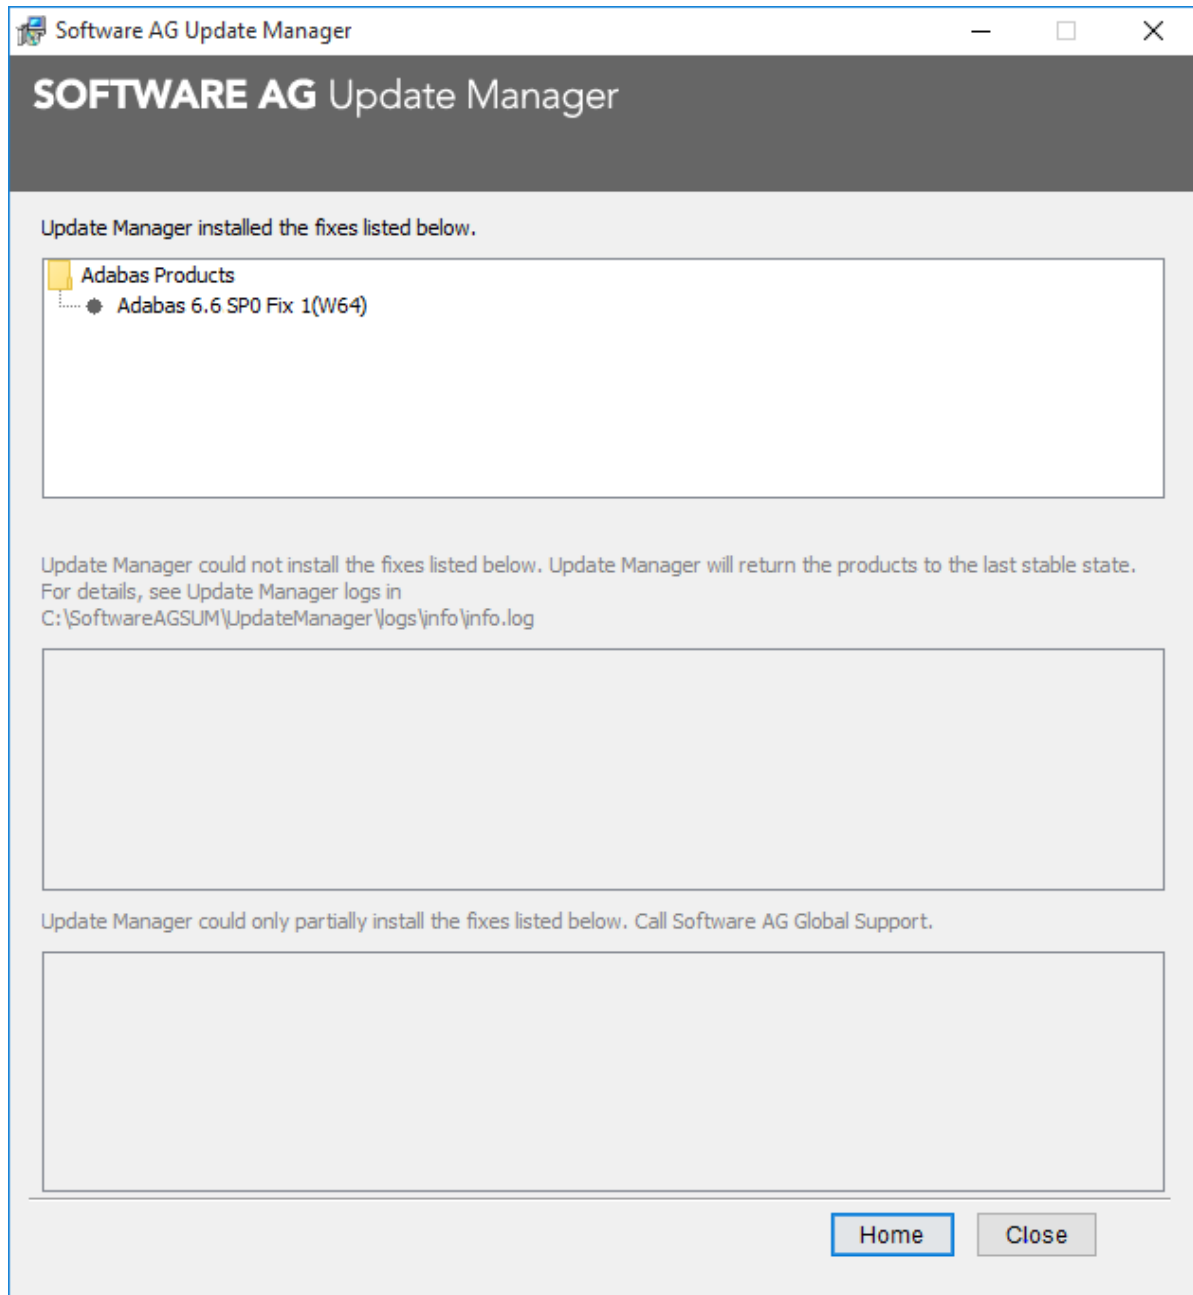 Software AG Update Manager
SOFTWARE AG Update Manager
Update Manager installed the fixes listed below.
Adabas Products
Adabas 6.6 SP0 Fix 1(W64)
Update Manager could not install the fixes listed below. Update Manager will return the products to the last stable state.
For details, see Update Manager logs in
C:\SoftwareAGSUM\UpdateManager\logs\info\info.log
Update Manager could only partially install the fixes listed below. Call Software AG Global Support.
Home
Close